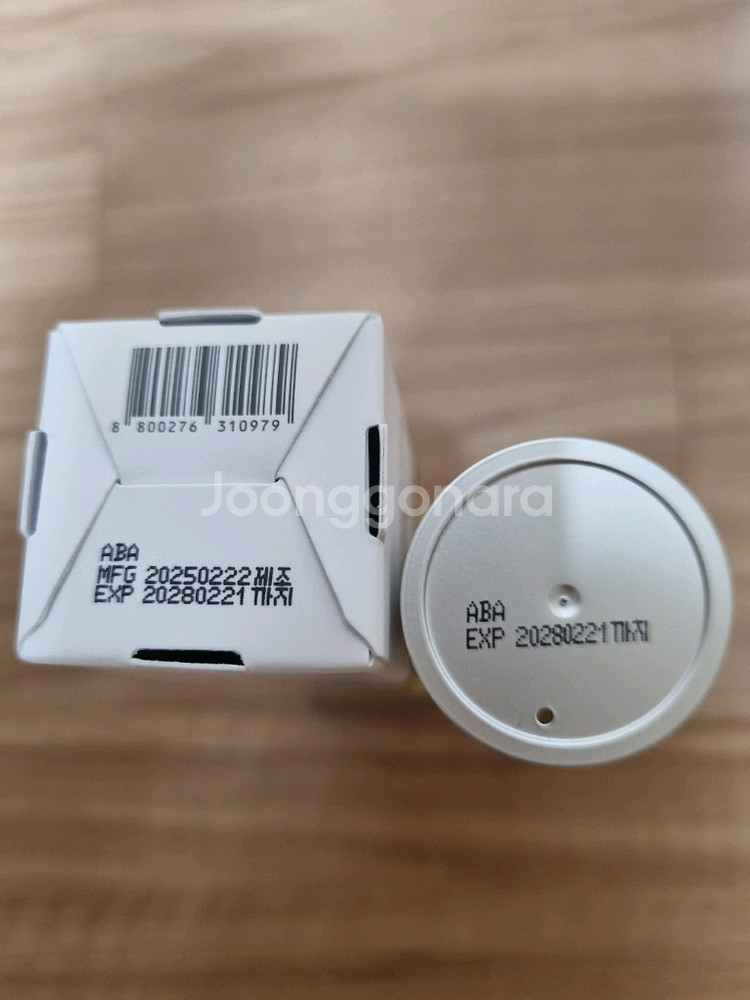 8 800276 310979
Joonggonara
ABA
MFG 20250222 제조
EXP 20280221 까지
ABA
EXP 20280221 까지